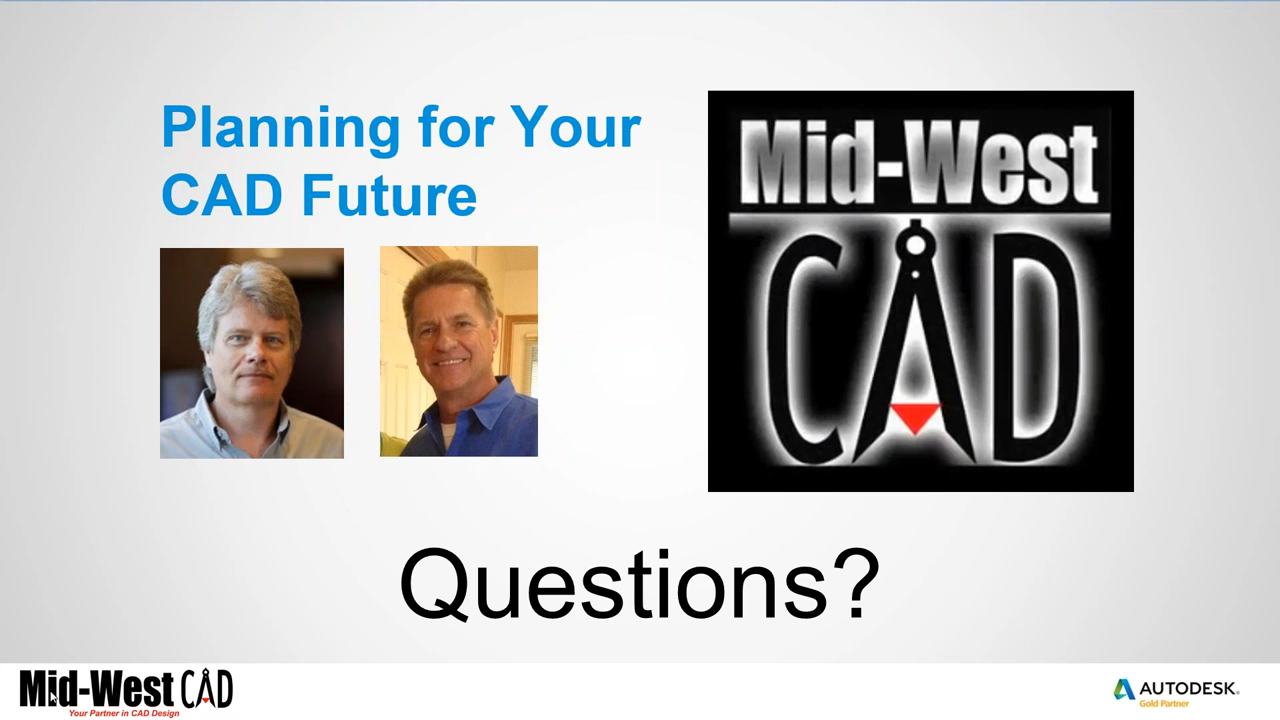 Planning for Your
CAD Future
Mid-West
CAD
Questions?
Mid-West CAD
Your Partner in CAD Design
AUTODESK.
Gold Partner